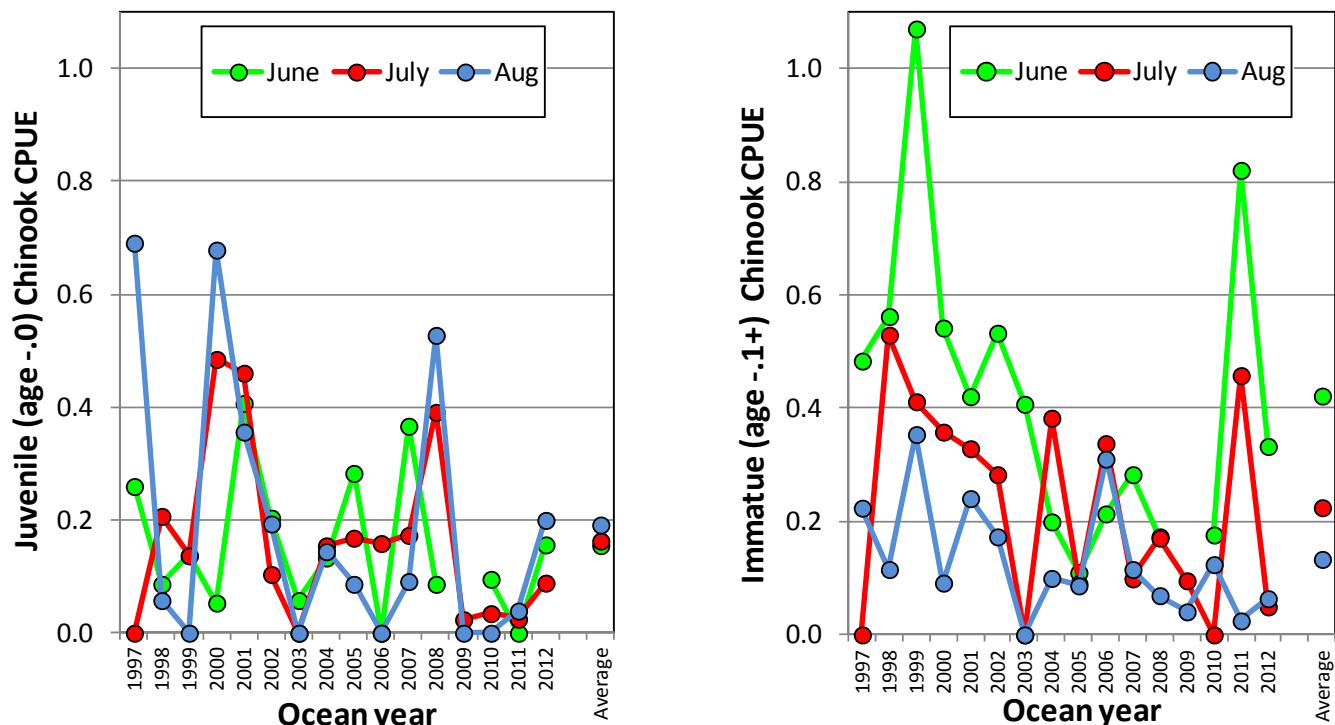 Juvenile (age -.0) Chinook CPUE
1.0
0.8
0.6
0.4
0.2
0.0
June July Aug
1997 1998 1999 2000 2001 2002 2003 2004 2005 2006 2007 2008 2009 2010 2011 2012 Average
Ocean year
Immatue (age -.1+) Chinook CPUE
1.0
0.8
0.6
0.4
0.2
0.0
June July Aug
1997 1998 1999 2000 2001 2002 2003 2004 2005 2006 2007 2008 2009 2010 2011 2012 Average
Ocean year